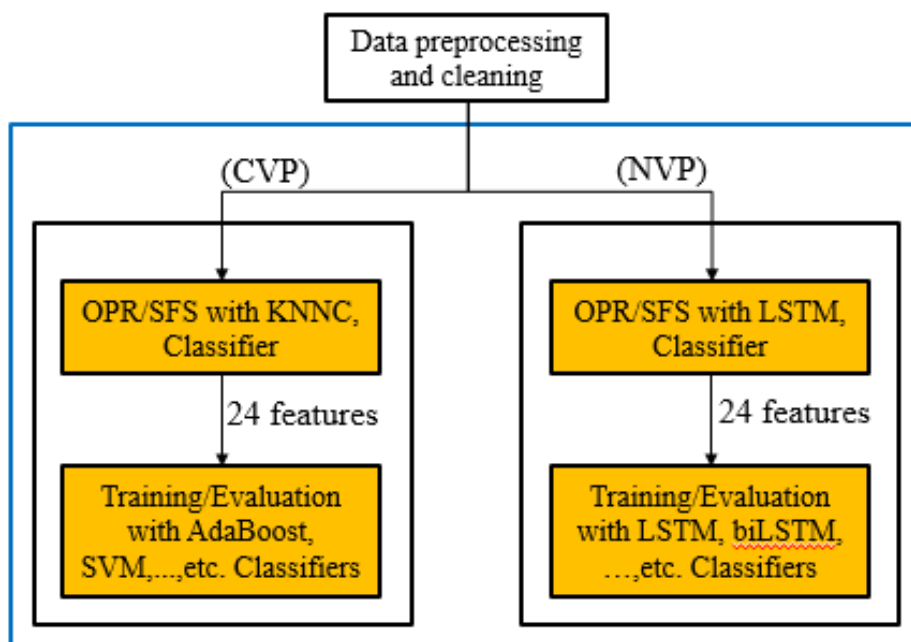 Data preprocessing
and cleaning
(CVP)
(NVP)
OPR/SFS with KNNC,
Classifier
OPR/SFS with LSTM,
Classifier
24 features
24 features
Training/Evaluation
with AdaBoost,
SVM,...,etc. Classifiers
Training/Evaluation
with LSTM, biLSTM,
…,etc. Classifiers